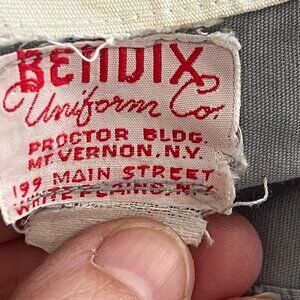 BENDIX
Uniform Co.
PROCTOR BLDG.
MT. VERNON, N.Y.
199 MAIN STREET
WHITE PLAINS, N.Y.